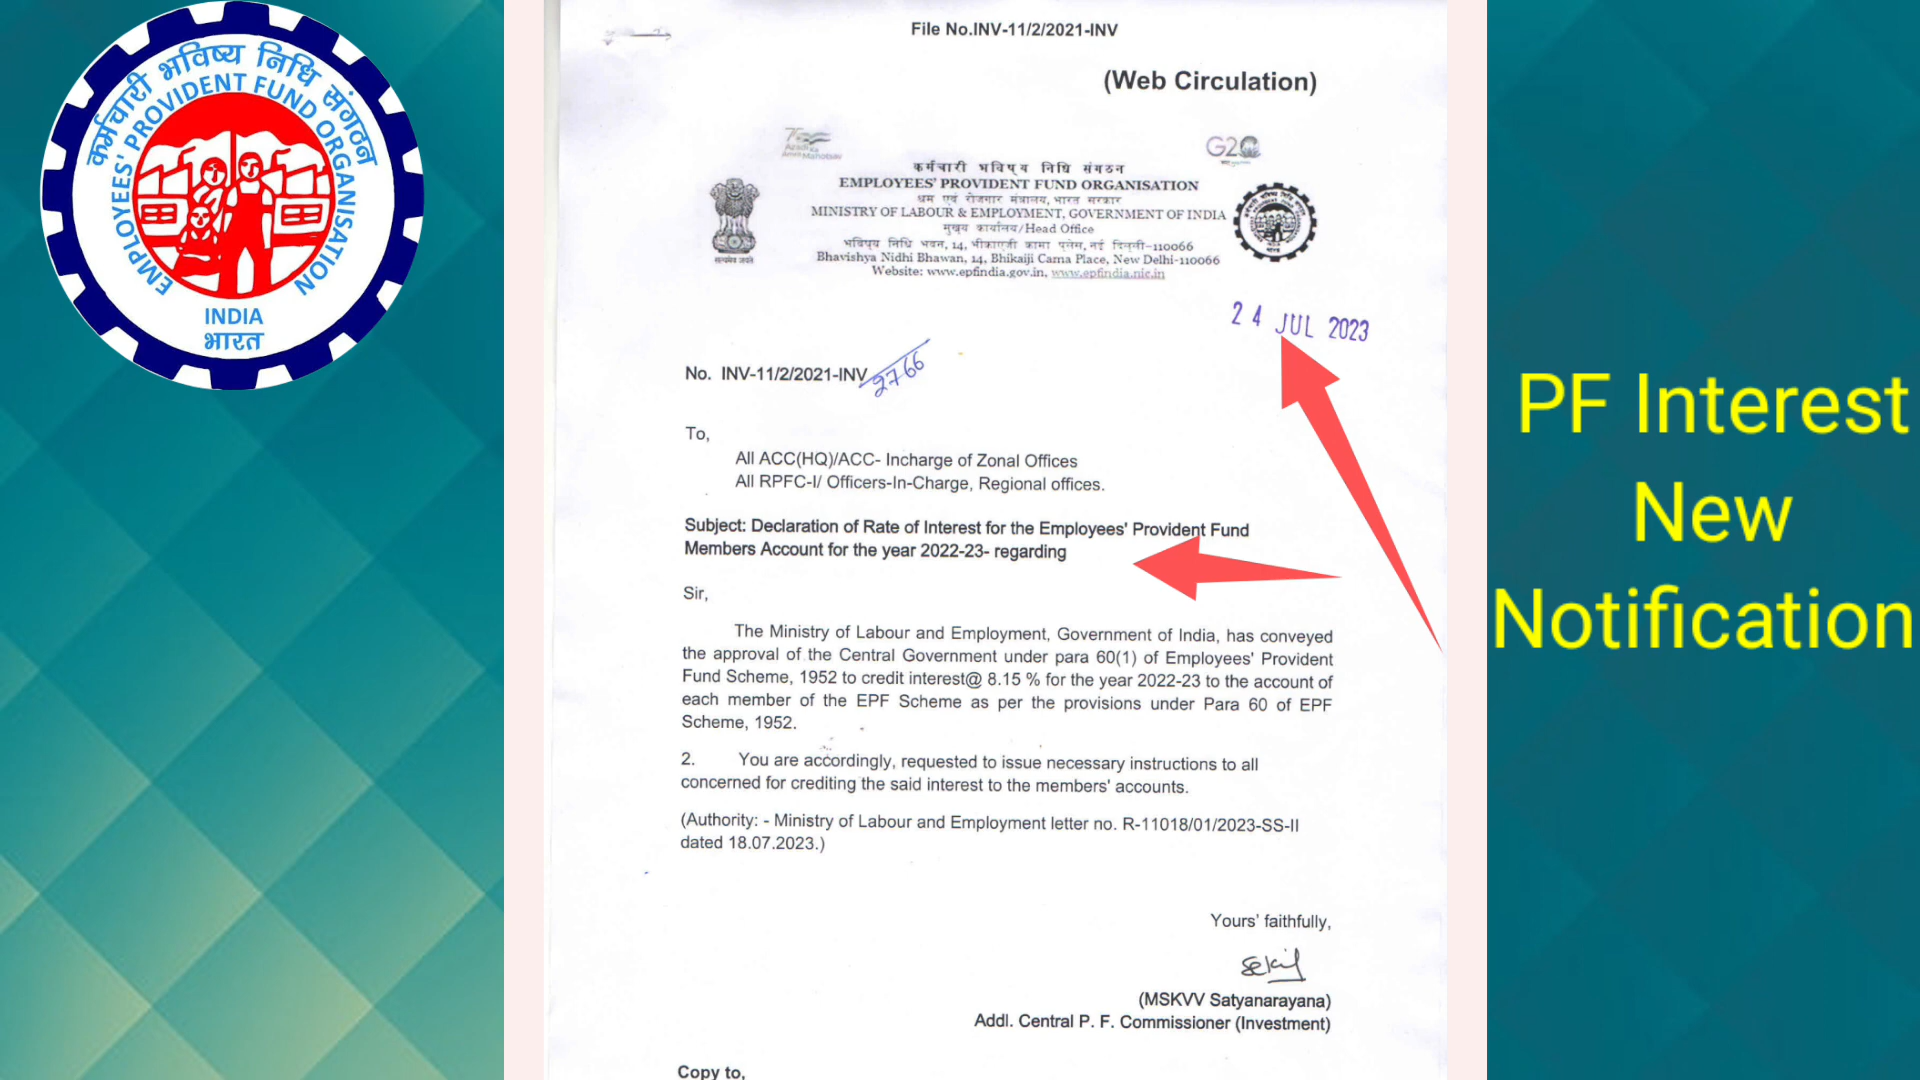 कर्मचारी भविष्य निधि संगठन
EMPLOYEES' PROVIDENT FUND ORGANISATION
INDIA
भारत
File No.INV-11/2/2021-INV
(Web Circulation)
75
Azadi Ka
Amrit Mahotsav
G20
कर्मचारी भविष्य निधि संगठन
EMPLOYEES' PROVIDENT FUND ORGANISATION
श्रम एवं रोजगार मंत्रालय, भारत सरकार
MINISTRY OF LABOUR & EMPLOYMENT, GOVERNMENT OF INDIA
मुख्य कार्यालय/Head Office
भविष्य निधि भवन, 14, भीकाएजी कामा प्लेस, नई दिल्ली-110066
Bhavishya Nidhi Bhawan, 14, Bhikaiji Cama Place, New Delhi-110066
Website: www.epfindia.gov.in, www.epfindia.nic.in
सत्यमेव जयते
24 JUL 2023
No. INV-11/2/2021-INV 2766
To,
All ACC(HQ)/ACC- Incharge of Zonal Offices
All RPFC-I/ Officers-In-Charge, Regional offices.
Subject: Declaration of Rate of Interest for the Employees' Provident Fund
Members Account for the year 2022-23- regarding
Sir,
The Ministry of Labour and Employment, Government of India, has conveyed
the approval of the Central Government under para 60(1) of Employees' Provident
Fund Scheme, 1952 to credit interest@ 8.15 % for the year 2022-23 to the account of
each member of the EPF Scheme as per the provisions under Para 60 of EPF
Scheme, 1952.
2. You are accordingly, requested to issue necessary instructions to all
concerned for crediting the said interest to the members' accounts.
(Authority: - Ministry of Labour and Employment letter no. R-11018/01/2023-SS-II
dated 18.07.2023.)
Yours' faithfully,
(MSKVV Satyanarayana)
Addl. Central P. F. Commissioner (Investment)
Copy to,
PF Interest
New
Notification